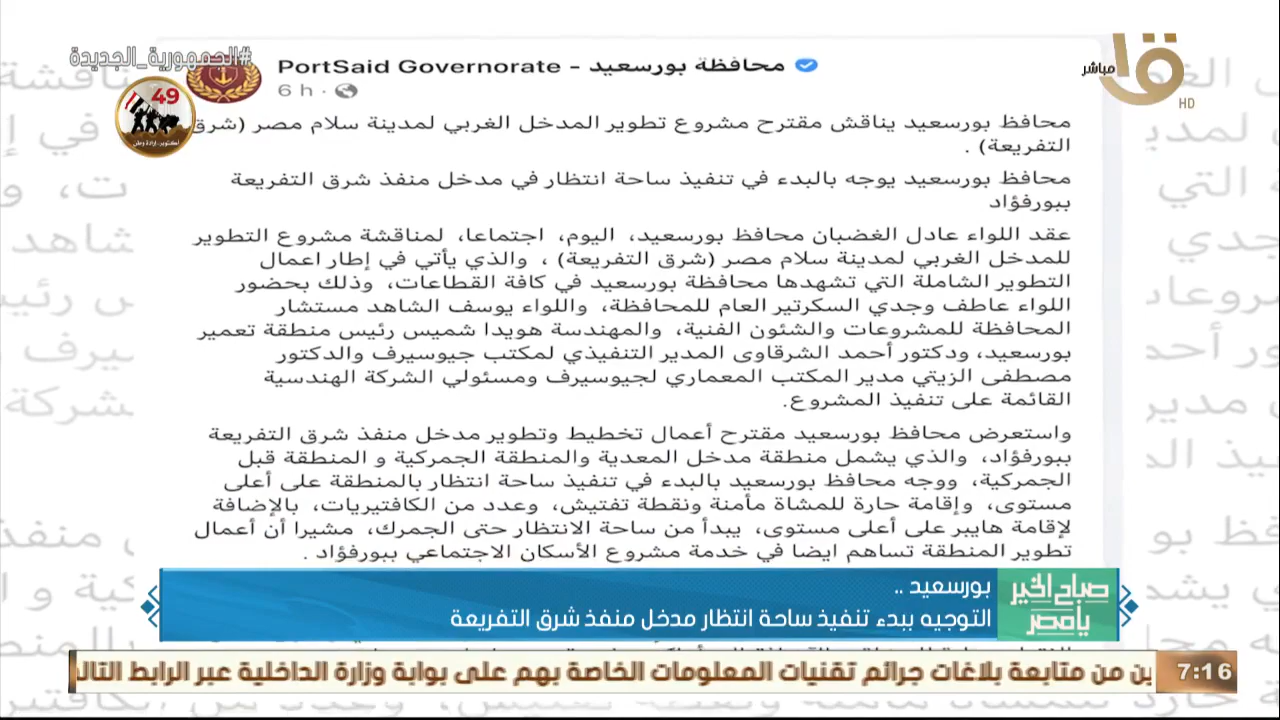 #الجمهورية_الجديدة
مباشر
HD
49
أكتوبر.. إرادة وطن
PortSaid Governorate - محافظة بورسعيد
6 h ·
محافظ بورسعيد يناقش مقترح مشروع تطوير المدخل الغربي لمدينة سلام مصر (شرق
التفريعة) .
محافظ بورسعيد يوجه بالبدء في تنفيذ ساحة انتظار في مدخل منفذ شرق التفريعة
ببورفؤاد
عقد اللواء عادل الغضبان محافظ بورسعيد، اليوم، اجتماعا، لمناقشة مشروع التطوير
للمدخل الغربي لمدينة سلام مصر (شرق التفريعة) ، والذي يأتي في إطار اعمال
التطوير الشاملة التي تشهدها محافظة بورسعيد في كافة القطاعات، وذلك بحضور
اللواء عاطف وجدي السكرتير العام للمحافظة، واللواء يوسف الشاهد مستشار
المحافظة للمشروعات والشئون الفنية، والمهندسة هويدا شميس رئيس منطقة تعمير
بورسعيد، ودكتور أحمد الشرقاوى المدير التنفيذي لمكتب جيوسيرف والدكتور
مصطفى الزيتي مدير المكتب المعماري لجيوسيرف ومسئولي الشركة الهندسية
القائمة على تنفيذ المشروع.
واستعرض محافظ بورسعيد مقترح أعمال تخطيط وتطوير مدخل منفذ شرق التفريعة
ببورفؤاد، والذي يشمل منطقة مدخل المعدية والمنطقة الجمركية و المنطقة قبل
الجمركية، ووجه محافظ بورسعيد بالبدء في تنفيذ ساحة انتظار بالمنطقة على أعلى
مستوى، وإقامة حارة للمشاة مأمنة ونقطة تفتيش، وعدد من الكافتيريات، بالإضافة
لإقامة هايبر على أعلى مستوى، يبدأ من ساحة الانتظار حتى الجمرك، مشيرا أن أعمال
تطوير المنطقة تساهم ايضا في خدمة مشروع الأسكان الاجتماعي ببورفؤاد .
صباح الخير
يا مصر
بورسعيد ..
التوجيه ببدء تنفيذ ساحة انتظار مدخل منفذ شرق التفريعة
7:16
ين من متابعة بلاغات جرائم تقنيات المعلومات الخاصة بهم على بوابة وزارة الداخلية عبر الرابط التال